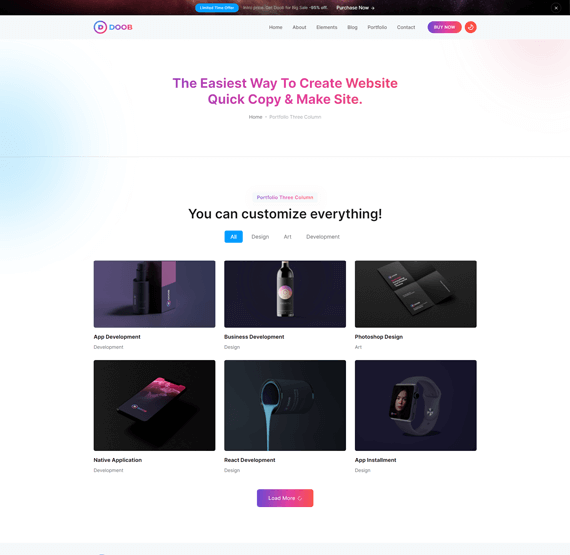 Limited Time Offer Intro price. Get Doob for Big Sale -95% off. Purchase Now
DOOB Home About Elements Blog Portfolio Contact BUY NOW
The Easiest Way To Create Website
Quick Copy & Make Site.
Home Portfolio Three Column
Portfolio Three Column
You can customize everything!
All Design Art Development
App Development Business Development Photoshop Design
Development Design Art
Native Application React Development App Installment
Development Design Design
Load More